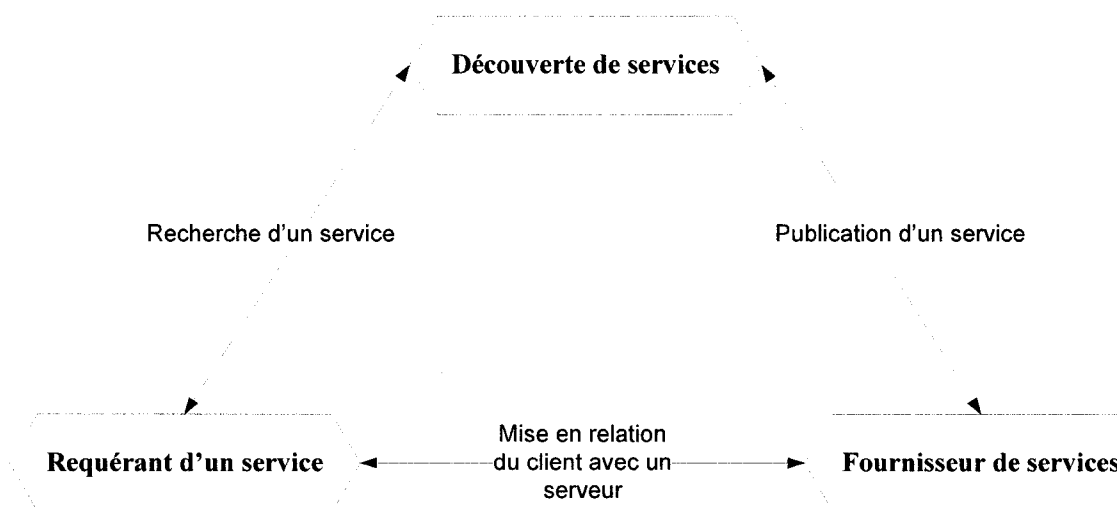 Découverte de services
Recherche d'un service
Publication d'un service
Requérant d'un service
Mise en relation
du client avec un
serveur
Fournisseur de services